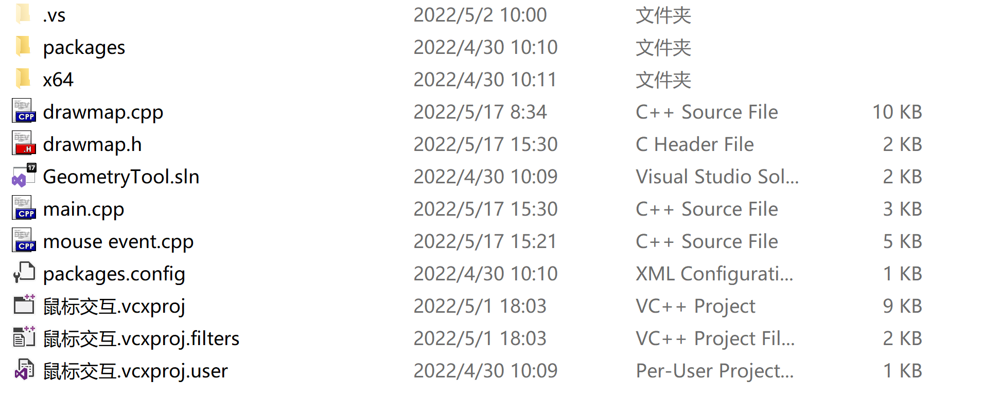 .vs 2022/5/2 10:00 文件夹
packages 2022/4/30 10:10 文件夹
x64 2022/4/30 10:11 文件夹
drawmap.cpp 2022/5/17 8:34 C++ Source File 10 KB
drawmap.h 2022/5/17 15:30 C Header File 2 KB
GeometryTool.sln 2022/4/30 10:09 Visual Studio Sol... 2 KB
main.cpp 2022/5/17 15:30 C++ Source File 3 KB
mouse event.cpp 2022/5/17 15:21 C++ Source File 5 KB
packages.config 2022/4/30 10:10 XML Configurati... 1 KB
鼠标交互.vcxproj 2022/5/1 18:03 VC++ Project 9 KB
鼠标交互.vcxproj.filters 2022/5/1 18:03 VC++ Project Fil... 2 KB
鼠标交互.vcxproj.user 2022/4/30 10:09 Per-User Project... 1 KB